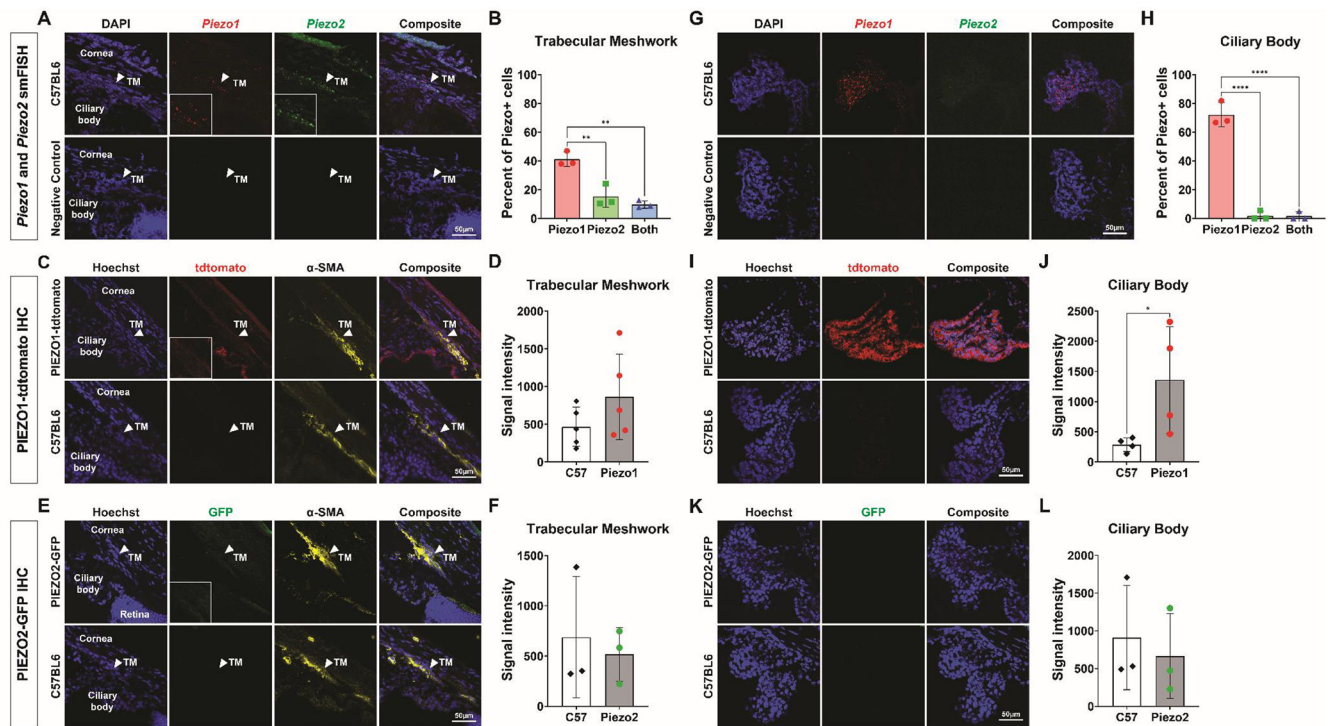 A
DAPI
Piezo1
Piezo2
Composite
Piezo1 and Piezo2 smFISH
C57BL6
Cornea
TM
Ciliary body
TM
TM
TM
Negative Control
Cornea
TM
Ciliary body
TM
TM
TM
50µm
B
Trabecular Meshwork
Percent of Piezo+ cells
100
80
60
40
20
0
**
**
Piezo1 Piezo2 Both
G
DAPI
Piezo1
Piezo2
Composite
C57BL6
Negative Control
50µm
H
Ciliary Body
Percent of Piezo+ cells
100
80
60
40
20
0
****
****
Piezo1 Piezo2 Both
C
Hoechst
tdtomato
α-SMA
Composite
PIEZO1-tdtomato IHC
PIEZO1-tdtomato
Cornea
TM
Ciliary body
TM
TM
TM
C57BL6
Cornea
TM
Ciliary body
TM
TM
TM
50µm
D
Trabecular Meshwork
Signal intensity
2000
1500
1000
500
0
C57 Piezo1
I
Hoechst
tdtomato
Composite
PIEZO1-tdtomato
C57BL6
50µm
J
Ciliary Body
Signal intensity
2500
2000
1500
1000
500
0
*
C57 Piezo1
E
Hoechst
GFP
α-SMA
Composite
PIEZO2-GFP IHC
PIEZO2-GFP
Cornea
TM
Ciliary body
Retina
TM
TM
TM
C57BL6
Cornea
TM
Ciliary body
TM
TM
TM
50µm
F
Trabecular Meshwork
Signal intensity
1500
1000
500
0
C57 Piezo2
K
Hoechst
GFP
Composite
PIEZO2-GFP
C57BL6
50µm
L
Ciliary Body
Signal intensity
2000
1500
1000
500
0
C57 Piezo2